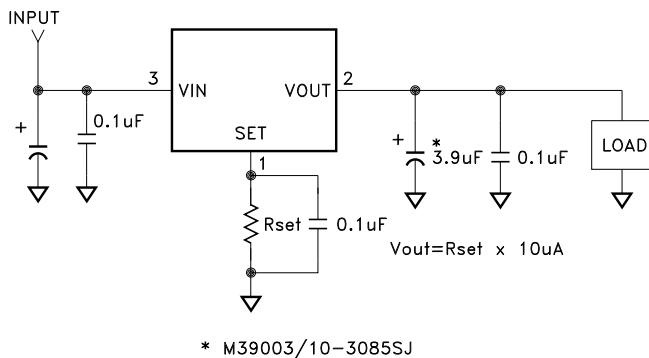 INPUT
3
VIN
VOUT
2
SET
1
+
0.1uF
+
*
3.9uF
0.1uF
LOAD
Rset
0.1uF
Vout=Rset x 10uA
* M39003/10-3085SJ